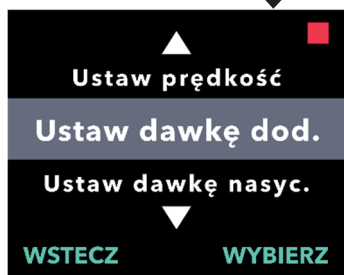 Ustaw prędkość
Ustaw dawkę dod.
Ustaw dawkę nasyc.
WSTECZ WYBIERZ